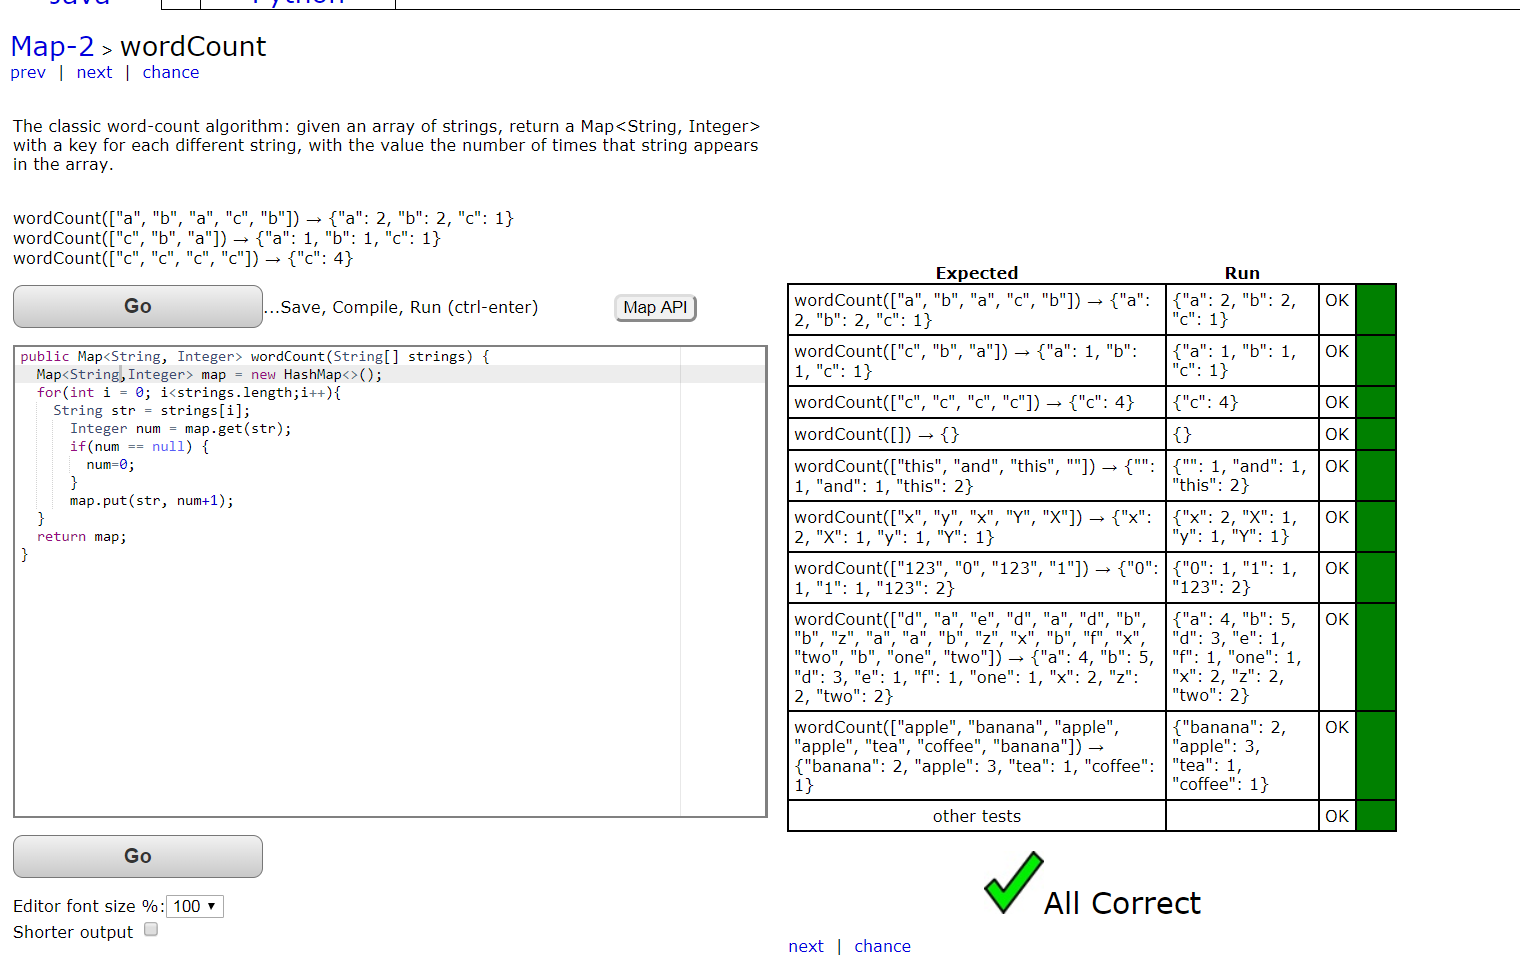 Java Python
Map-2 > wordCount
prev | next | chance
The classic word-count algorithm: given an array of strings, return a Map<String, Integer>
with a key for each different string, with the value the number of times that string appears
in the array.
wordCount(["a", "b", "a", "c", "b"]) → {"a": 2, "b": 2, "c": 1}
wordCount(["c", "b", "a"]) → {"a": 1, "b": 1, "c": 1}
wordCount(["c", "c", "c", "c"]) → {"c": 4}
Go ...Save, Compile, Run (ctrl-enter) Map API
public Map<String, Integer> wordCount(String[] strings) {
  Map<String,Integer> map = new HashMap<>();
  for(int i = 0; i<strings.length;i++){
    String str = strings[i];
      Integer num = map.get(str);
      if(num == null) {
        num=0;
      }
      map.put(str, num+1);
  }
  return map;
}
Go
Editor font size %: 100 ▼
Shorter output
Expected Run
wordCount(["a", "b", "a", "c", "b"]) → {"a": {"a": 2, "b": 2, OK
2, "b": 2, "c": 1} "c": 1}
wordCount(["c", "b", "a"]) → {"a": 1, "b": {"a": 1, "b": 1, OK
1, "c": 1} "c": 1}
wordCount(["c", "c", "c", "c"]) → {"c": 4} {"c": 4} OK
wordCount([]) → {} {} OK
wordCount(["this", "and", "this", ""]) → {"": {"": 1, "and": 1, OK
1, "and": 1, "this": 2} "this": 2}
wordCount(["x", "y", "x", "Y", "X"]) → {"x": {"x": 2, "X": 1, OK
2, "X": 1, "y": 1, "Y": 1} "y": 1, "Y": 1}
wordCount(["123", "0", "123", "1"]) → {"0": {"0": 1, "1": 1, OK
1, "1": 1, "123": 2} "123": 2}
wordCount(["d", "a", "e", "d", "a", "d", "b", {"a": 4, "b": 5, OK
"b", "z", "a", "a", "b", "z", "x", "b", "f", "x", "d": 3, "e": 1,
"two", "b", "one", "two"]) → {"a": 4, "b": 5, "f": 1, "one": 1,
"d": 3, "e": 1, "f": 1, "one": 1, "x": 2, "z": "x": 2, "z": 2,
2, "two": 2} "two": 2}
wordCount(["apple", "banana", "apple", {"banana": 2, OK
"apple", "tea", "coffee", "banana"]) → "apple": 3,
{"banana": 2, "apple": 3, "tea": 1, "coffee": "tea": 1,
1} "coffee": 1}
other tests OK
All Correct
next | chance